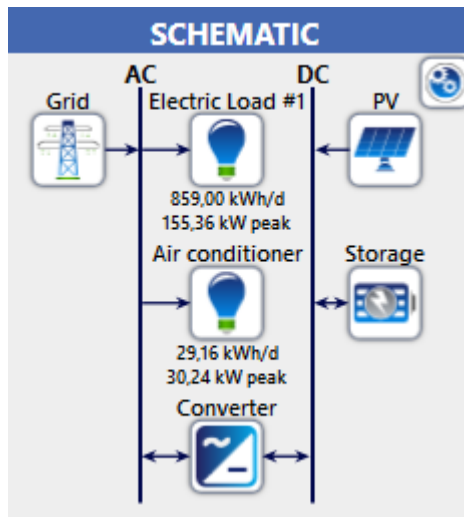 SCHEMATIC
AC DC
Grid Electric Load #1 PV
859,00 kWh/d
155,36 kW peak
Air conditioner Storage
29,16 kWh/d
30,24 kW peak
Converter